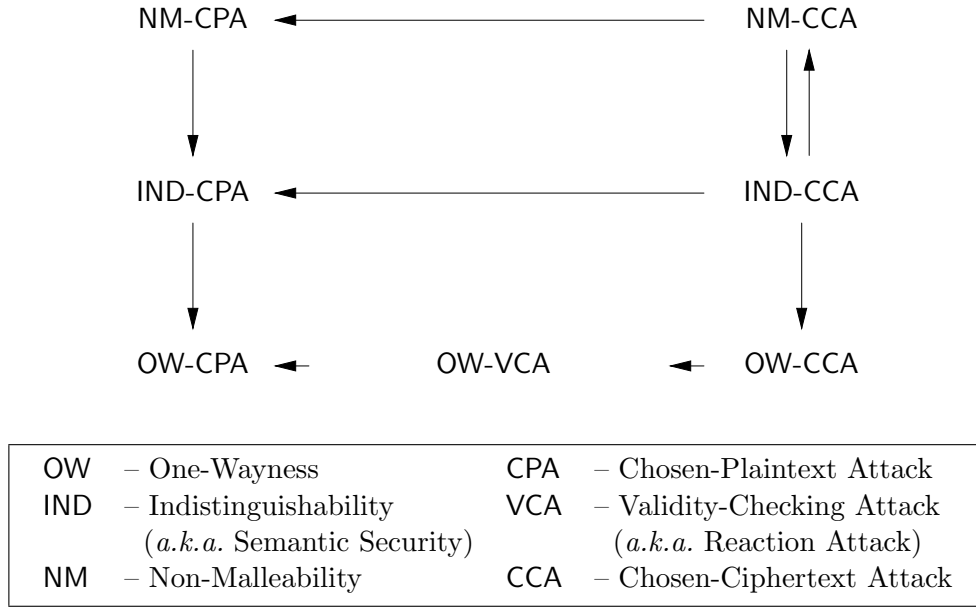 NM-CPA NM-CCA
IND-CPA IND-CCA
OW-CPA OW-VCA OW-CCA
OW – One-Wayness CPA – Chosen-Plaintext Attack
IND – Indistinguishability VCA – Validity-Checking Attack
(a.k.a. Semantic Security) (a.k.a. Reaction Attack)
NM – Non-Malleability CCA – Chosen-Ciphertext Attack